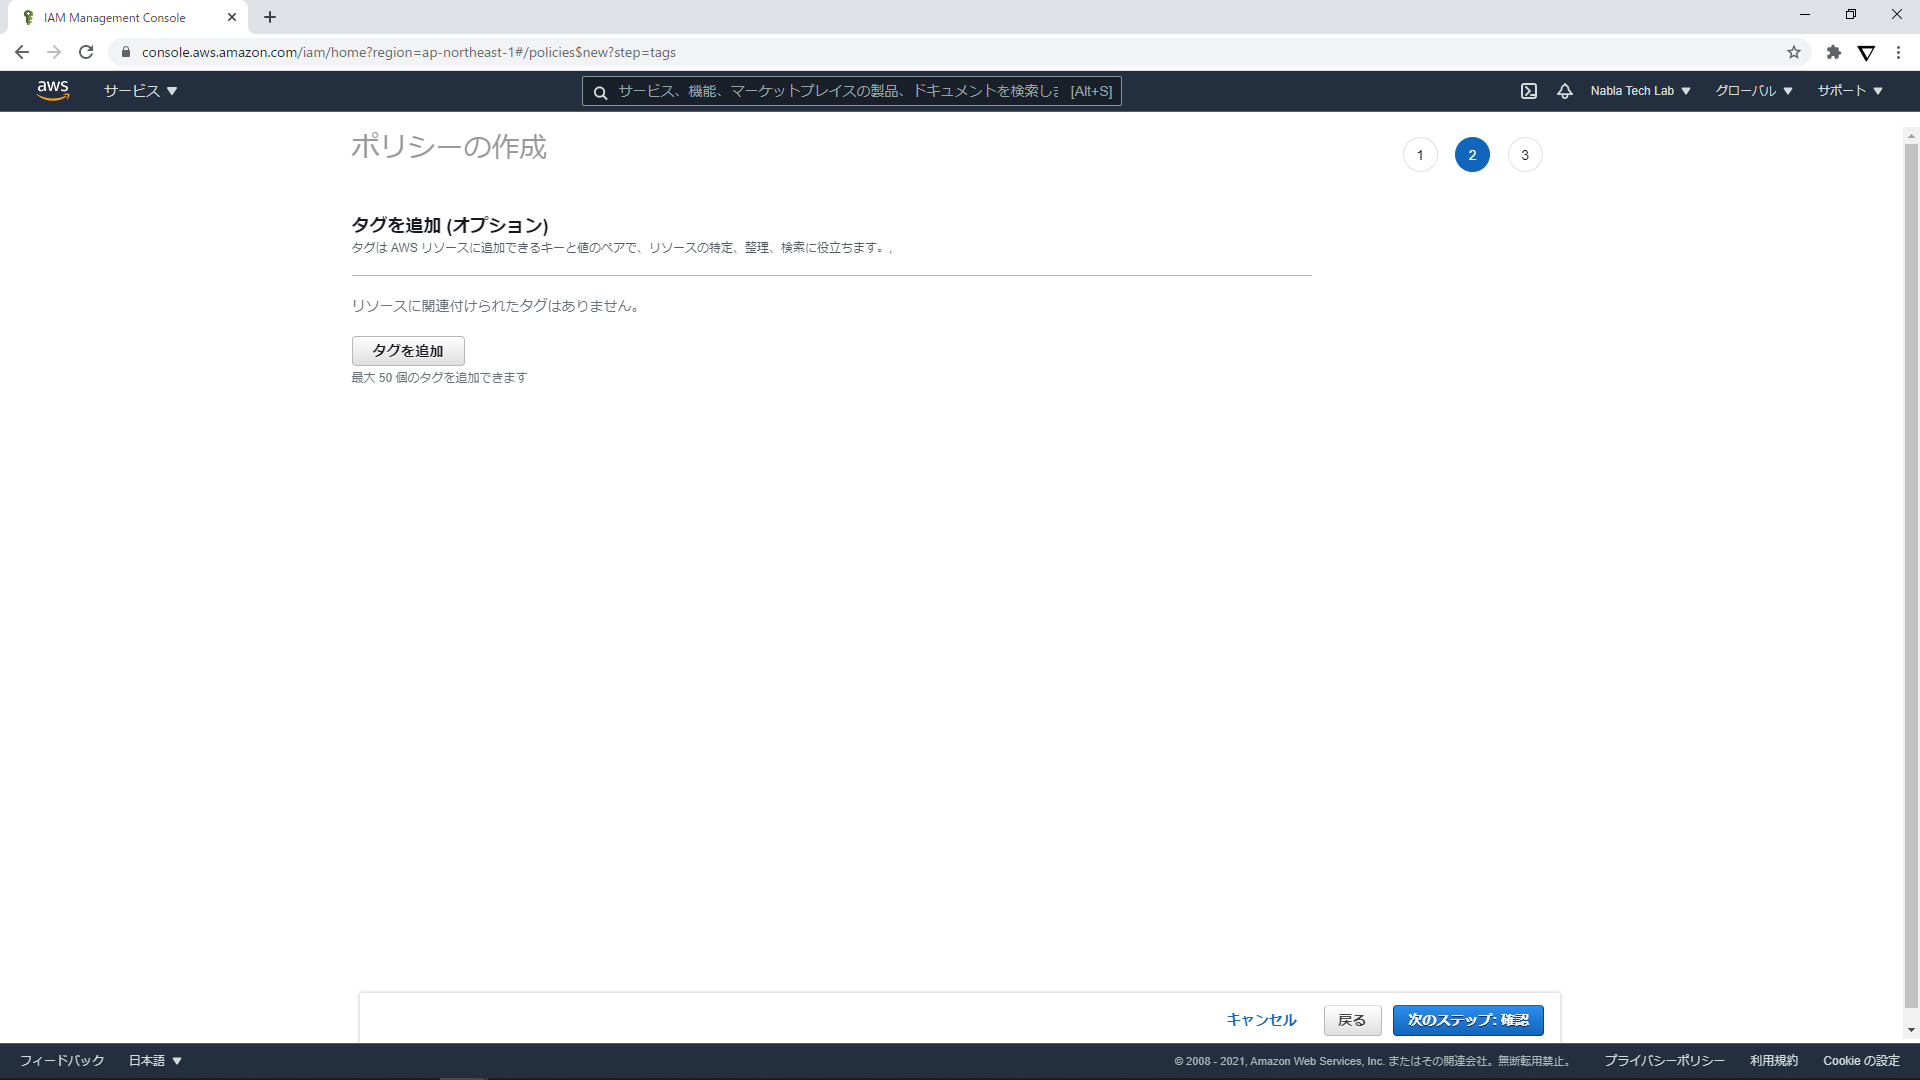 IAM Management Console
console.aws.amazon.com/iam/home?region=ap-northeast-1#/policies$new?step=tags
aws
サービス
サービス、機能、マーケットプレイスの製品、ドキュメントを検索しま [Alt+S]
Nabla Tech Lab
グローバル
サポート
ポリシーの作成
1
2
3
タグを追加 (オプション)
タグは AWS リソースに追加できるキーと値のペアで、リソースの特定、整理、検索に役立ちます。,
リソースに関連付けられたタグはありません。
タグを追加
最大 50 個のタグを追加できます
キャンセル
戻る
次のステップ: 確認
フィードバック
日本語
© 2008 - 2021, Amazon Web Services, Inc. またはその関連会社。無断転用禁止。
プライバシーポリシー
利用規約
Cookie の設定